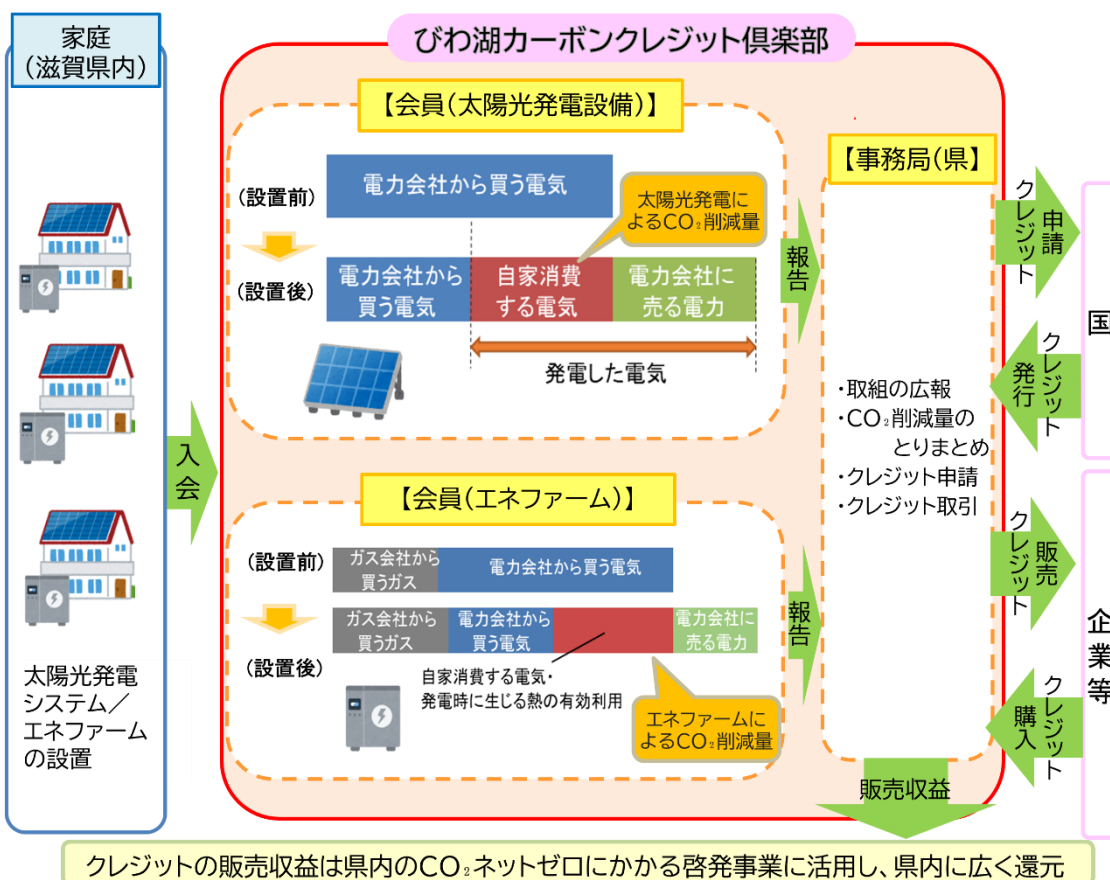 家庭
(滋賀県内)
太陽光発電
システム／
エネファーム
の設置
入会
びわ湖カーボンクレジット倶楽部
【会員(太陽光発電設備)】
(設置前)
電力会社から買う電気
太陽光発電に
よるCO₂削減量
(設置後)
電力会社から
買う電気
自家消費
する電気
電力会社に
売る電力
発電した電気
報告
【会員(エネファーム)】
(設置前)
ガス会社から
買うガス
電力会社から買う電気
(設置後)
ガス会社から
買うガス
電力会社から
買う電気
電力会社に
売る電力
自家消費する電気・
発電時に生じる熱の有効利用
エネファームに
よるCO₂削減量
報告
【事務局(県)】
・取組の広報
・CO₂削減量の
とりまとめ
・クレジット申請
・クレジット取引
クレジット
申請
クレジット
発行
国
クレジット
販売
クレジット
購入
企業等
販売収益
クレジットの販売収益は県内のCO₂ネットゼロにかかる啓発事業に活用し、県内に広く還元